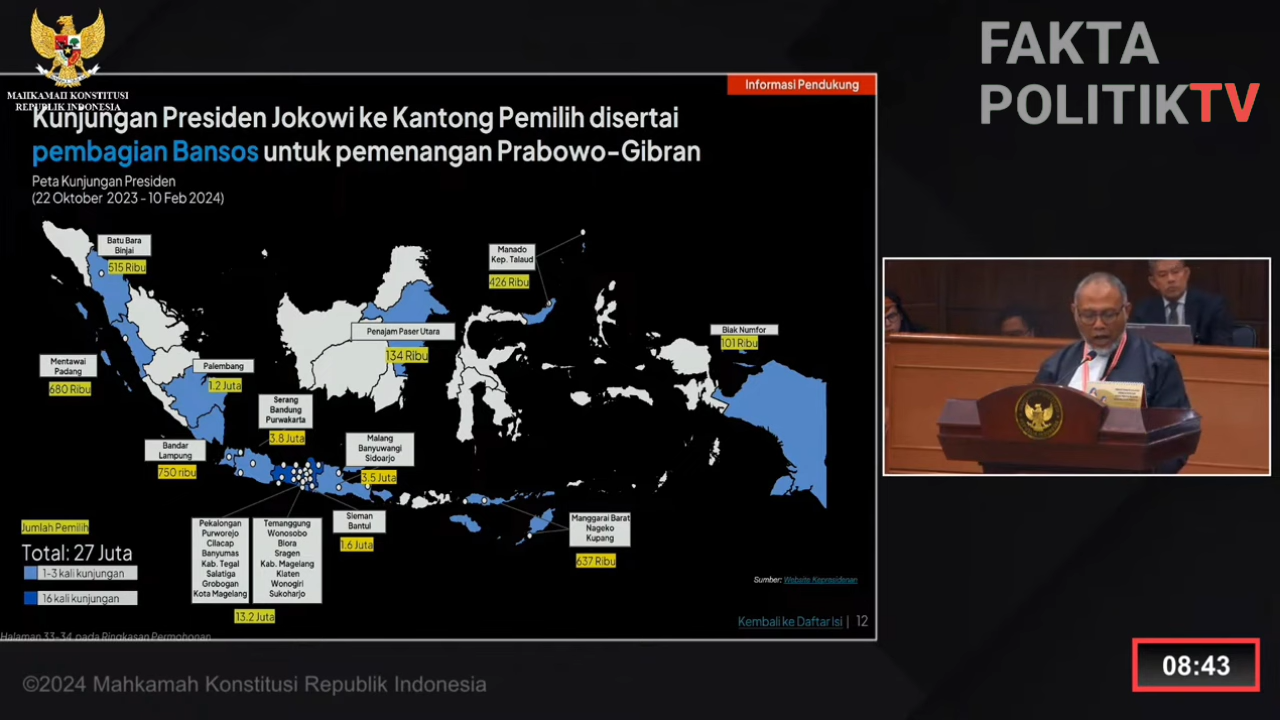 MAHKAMAH KONSTITUSI
REPUBLIK INDONESIA
FAKTA
POLITIKTV
Informasi Pendukung
Kunjungan Presiden Jokowi ke Kantong Pemilih disertai
pembagian Bansos untuk pemenangan Prabowo-Gibran
Peta Kunjungan Presiden
(22 Oktober 2023 - 10 Feb 2024)
Batu Bara
Binjai
515 Ribu
Manado
Kep. Talaud
426 Ribu
Penajam Paser Utara
134 Ribu
Biak Numfor
101 Ribu
Mentawai
Padang
680 Ribu
Palembang
1.2 Juta
Serang
Bandung
Purwakarta
3.8 Juta
Malang
Banyuwangi
Sidoarjo
3.5 Juta
Bandar
Lampung
750 ribu
Sleman
Bantul
1.6 Juta
Manggarai Barat
Nageko
Kupang
637 Ribu
Pekalongan
Purworejo
Cilacap
Banyumas
Kab. Tegal
Salatiga
Grobogan
Kota Magelang
Temanggung
Wonosobo
Blora
Sragen
Kab. Magelang
Klaten
Wonogiri
Sukoharjo
13.2 Juta
Jumlah Pemilih
Total: 27 Juta
1-3 kali kunjungan
16 kali kunjungan
Sumber: Website Kepresidenan
Kembali ke Daftar Isi | 12
Halaman 33-34 pada Ringkasan Permohonan
©2024 Mahkamah Konstitusi Republik Indonesia
08:43